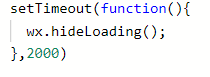 setTimeout(function(){
  wx.hideLoading();
},2000)